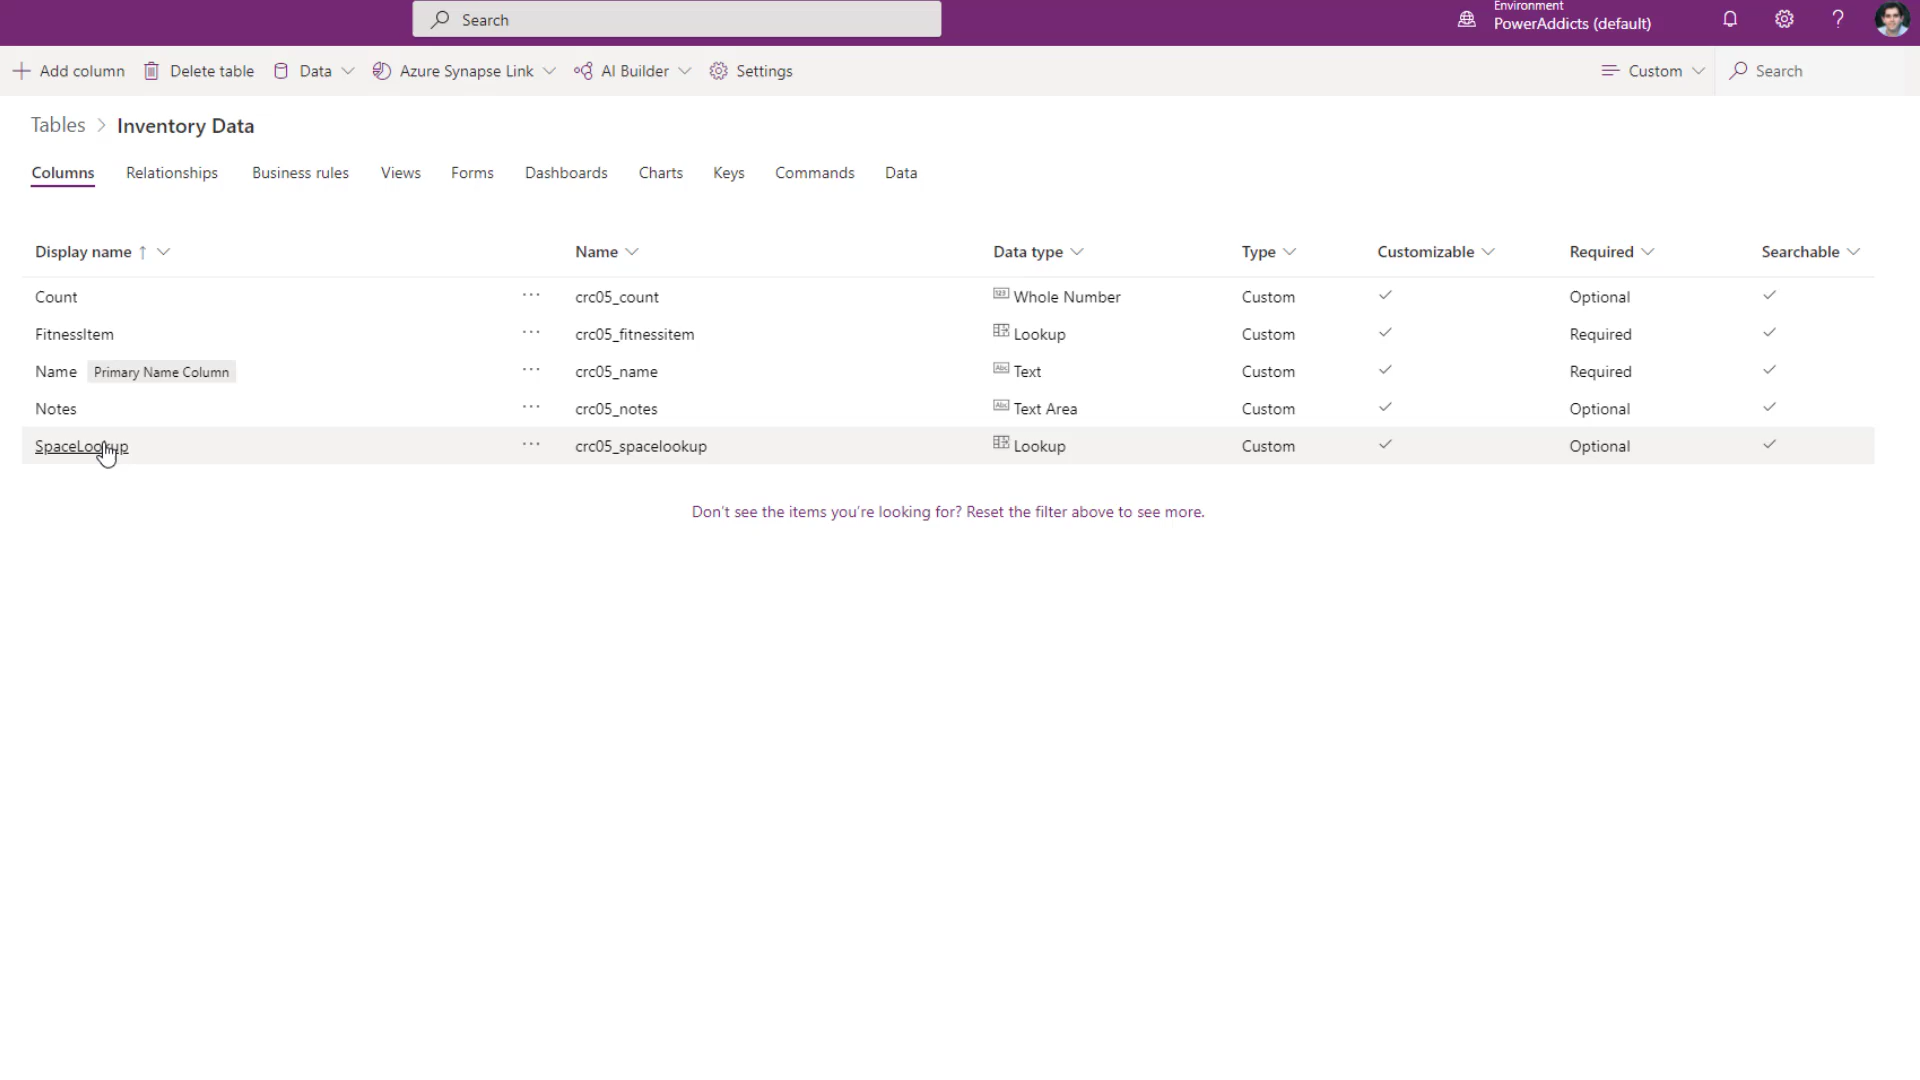 Search
Environment
PowerAddicts (default)
Add column Delete table Data Azure Synapse Link AI Builder Settings Custom Search
Tables > Inventory Data
Columns Relationships Business rules Views Forms Dashboards Charts Keys Commands Data
Display name ↑ Name Data type Type Customizable Required Searchable
Count ··· crc05_count Whole Number Custom ✓ Optional ✓
FitnessItem ··· crc05_fitnessitem Lookup Custom ✓ Required ✓
Name Primary Name Column ··· crc05_name Abc Text Custom ✓ Required ✓
Notes ··· crc05_notes Abc Text Area Custom ✓ Optional ✓
SpaceLookup ··· crc05_spacelookup Lookup Custom ✓ Optional ✓
Don't see the items you're looking for? Reset the filter above to see more.